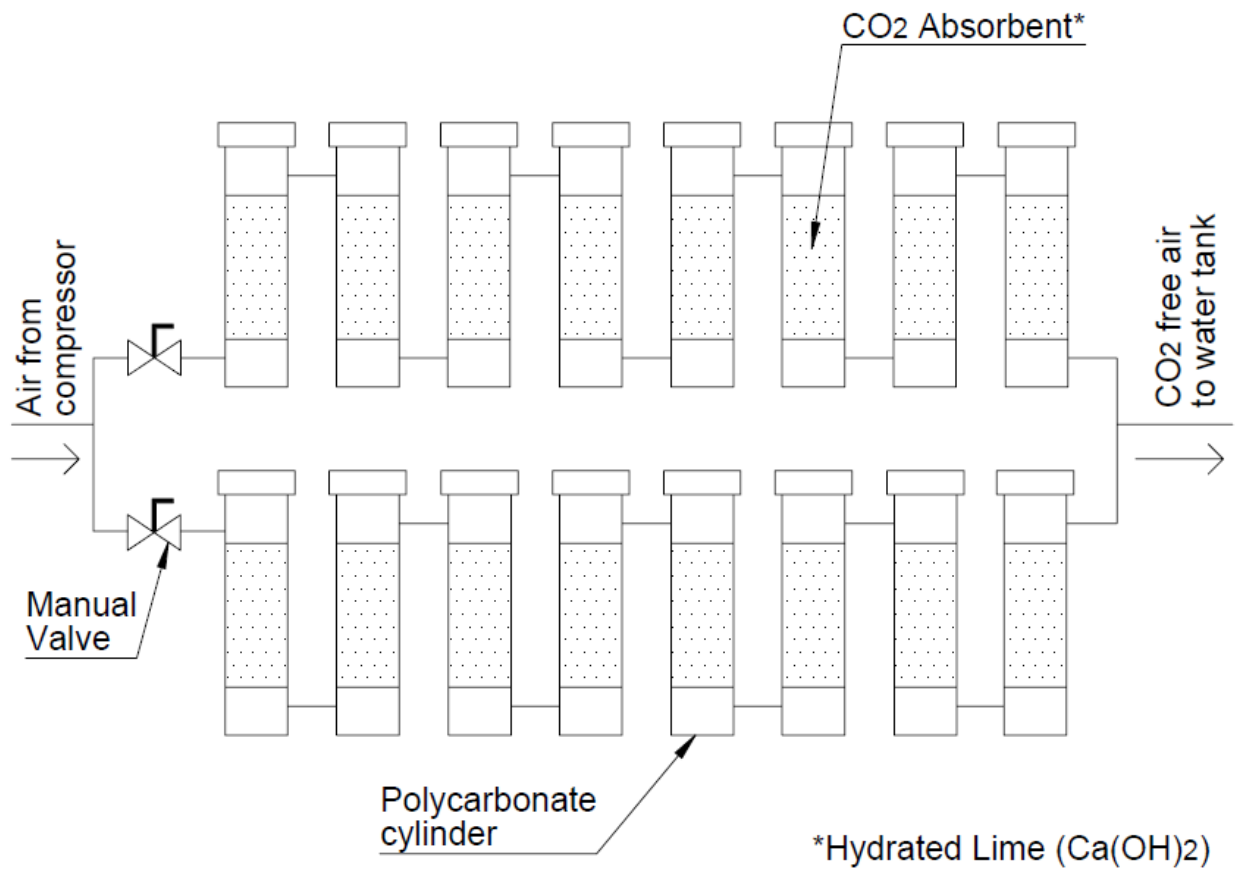 CO2 Absorbent*
Air from
compressor
CO2 free air
to water tank
Manual
Valve
Polycarbonate
cylinder
*Hydrated Lime (Ca(OH)2)